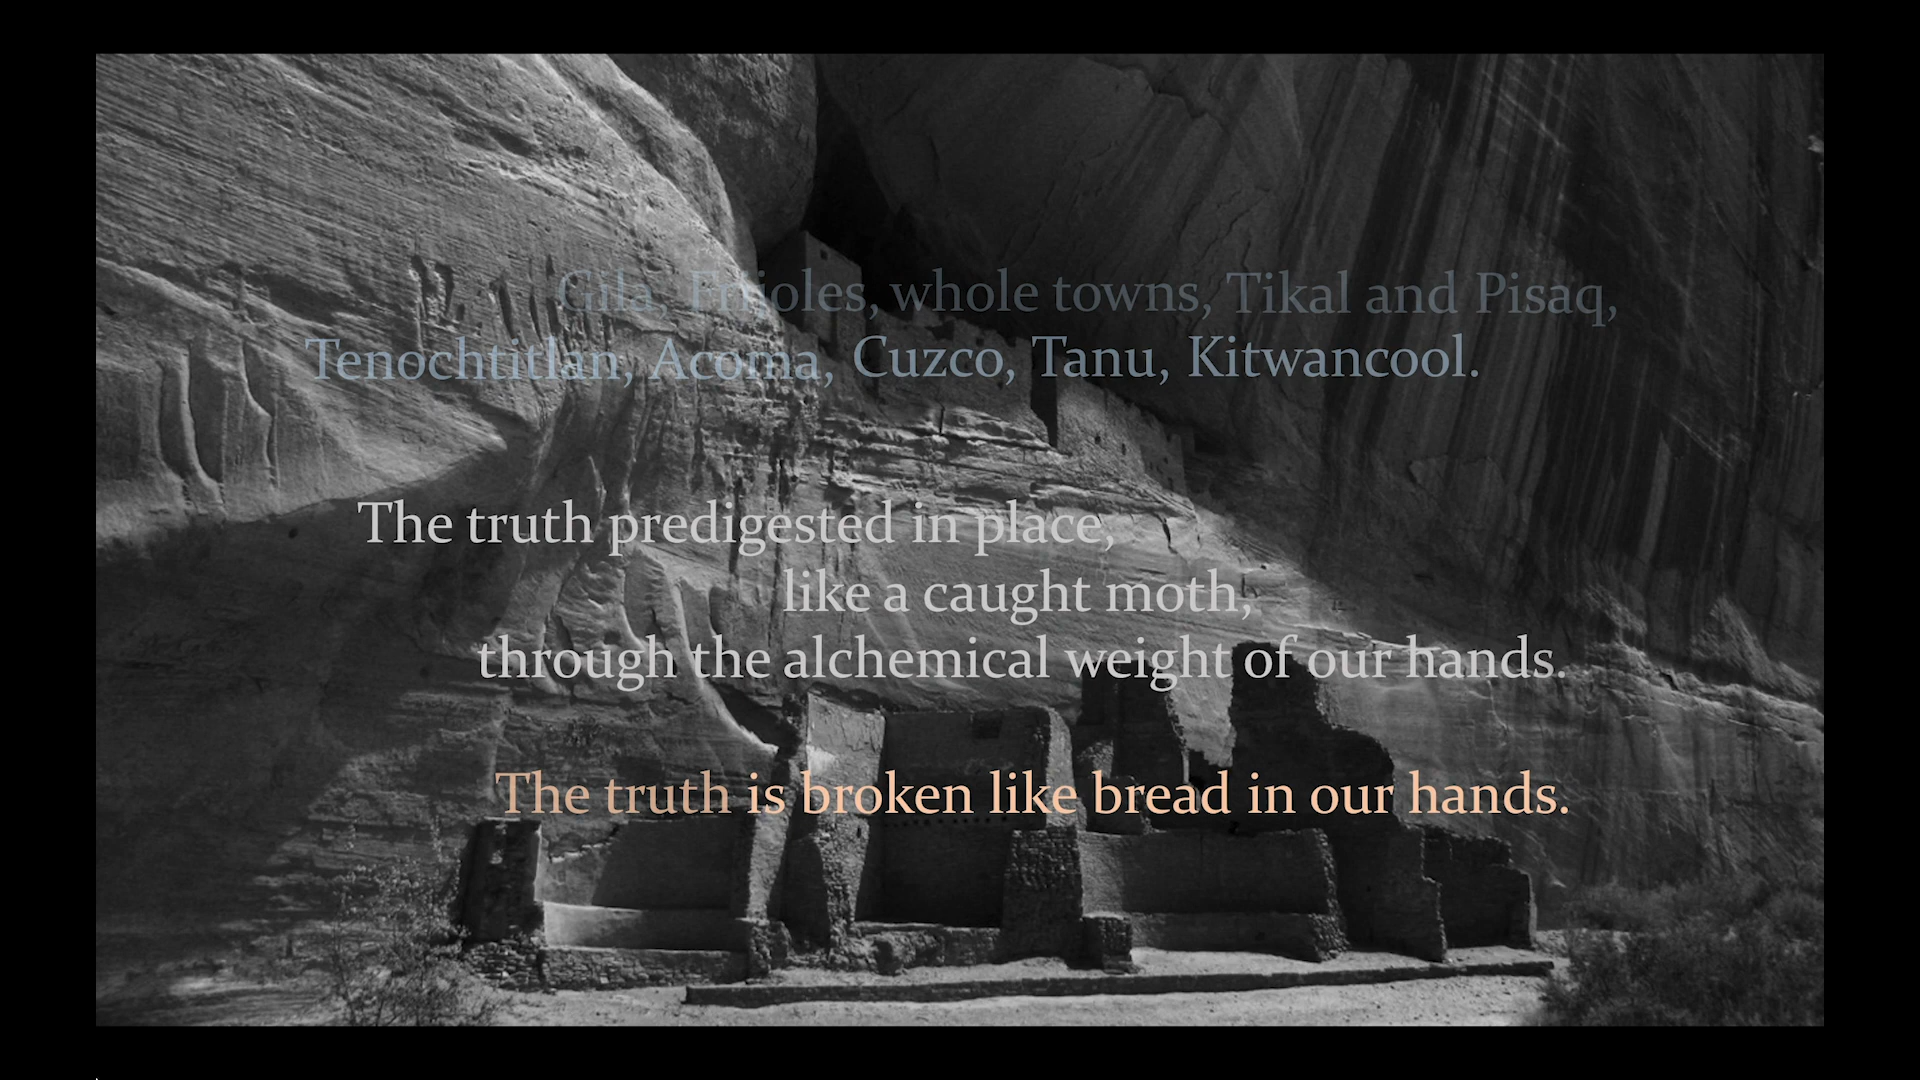 Gila, Frijoles, whole towns, Tikal and Pisaq,
Tenochtitlan, Acoma, Cuzco, Tanu, Kitwancool.
The truth predigested in place,
like a caught moth,
through the alchemical weight of our hands.
The truth is broken like bread in our hands.